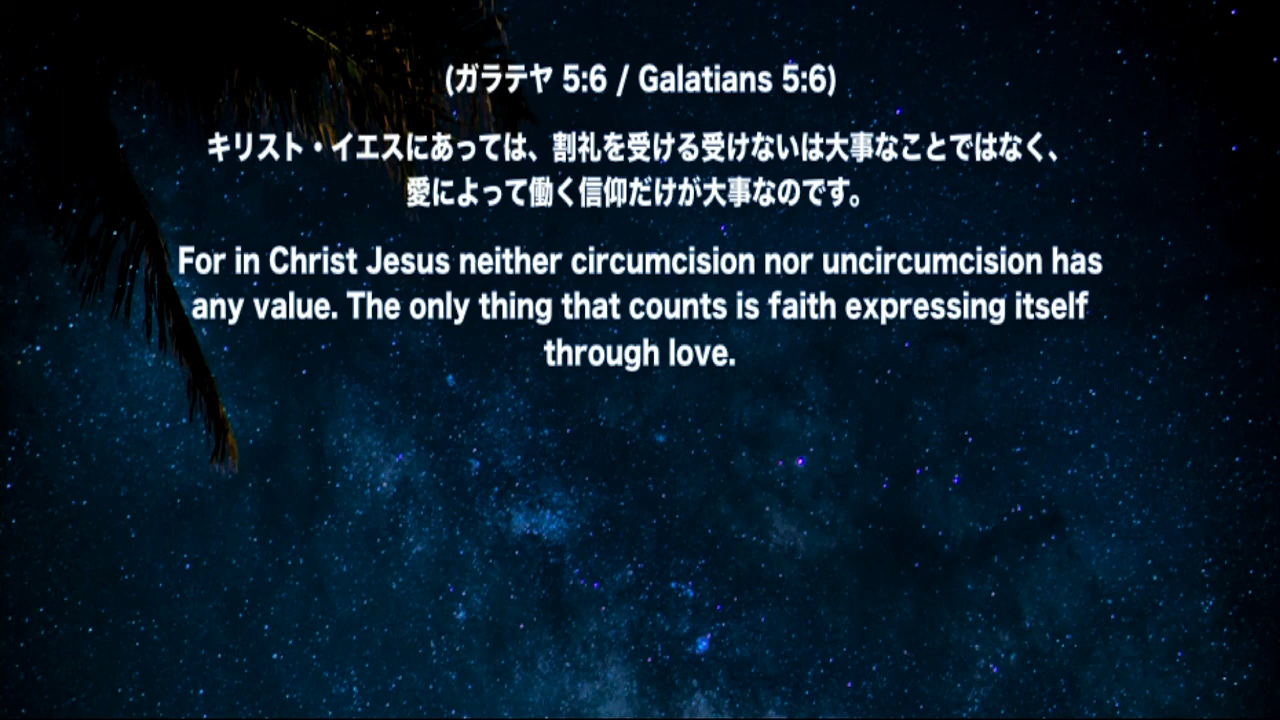 (ガラテヤ 5:6 / Galatians 5:6)
キリスト・イエスにあっては、割礼を受ける受けないは大事なことではなく、
愛によって働く信仰だけが大事なのです。
For in Christ Jesus neither circumcision nor uncircumcision has
any value. The only thing that counts is faith expressing itself
through love.